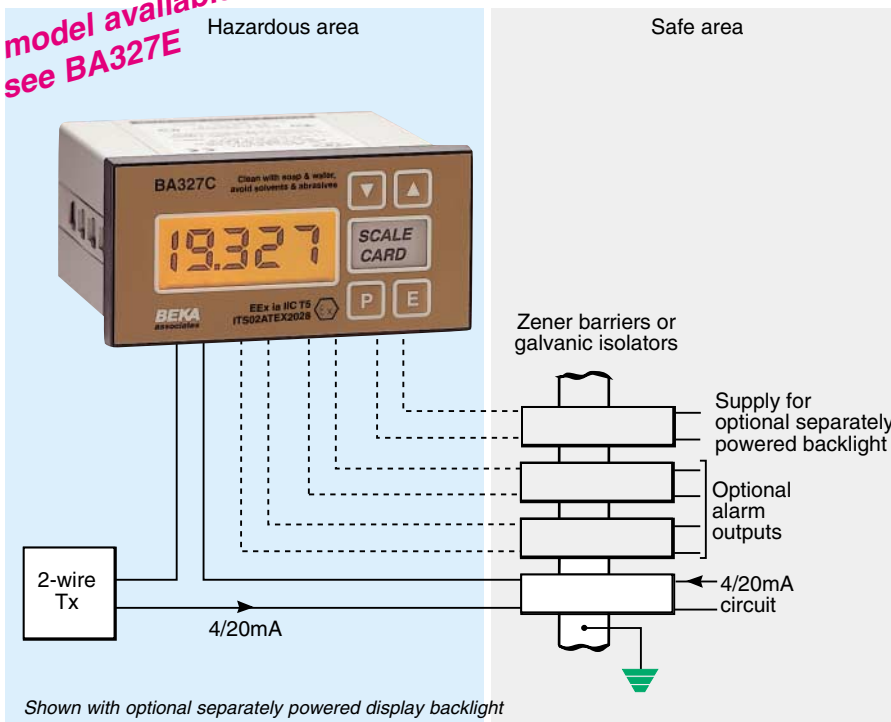 model availab
see BA327E
Hazardous area
Safe area
BA327C
Clean with soap & water,
avoid solvents & abrasives
19.327
SCALE
CARD
P
E
BEKA
associates
EEx ia IIC T5
ITS02ATEX2028
Ex
Zener barriers or
galvanic isolators
Supply for
optional separately
powered backlight
Optional
alarm
outputs
2-wire
Tx
4/20mA
4/20mA
circuit
Shown with optional separately powered display backlight